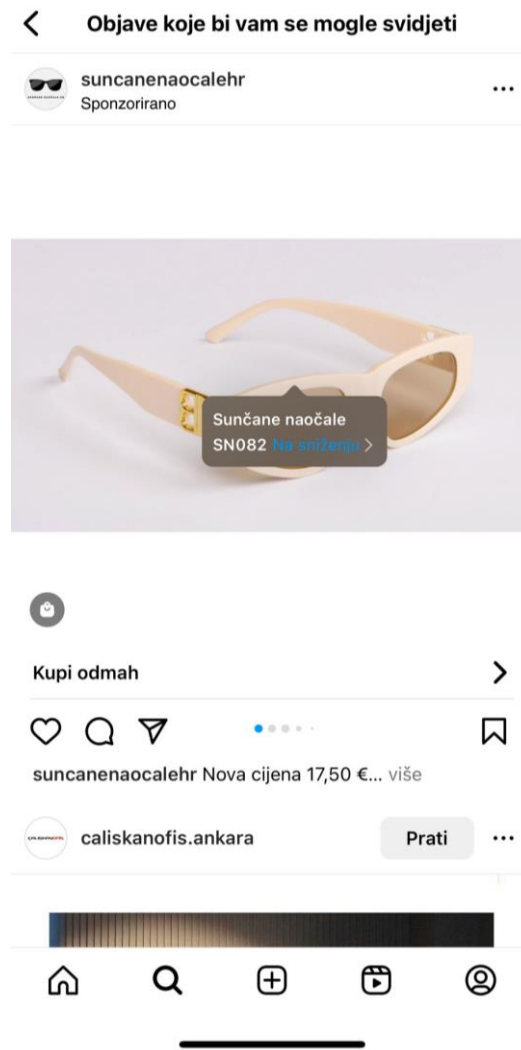 Objave koje bi vam se mogle svidjeti
suncanenaocalehr
Sponzorirano
Sunčane naočale
SN082 Na sniženju
Kupi odmah
suncanenaocalehr Nova cijena 17,50 €... više
caliskanofis.ankara
Prati